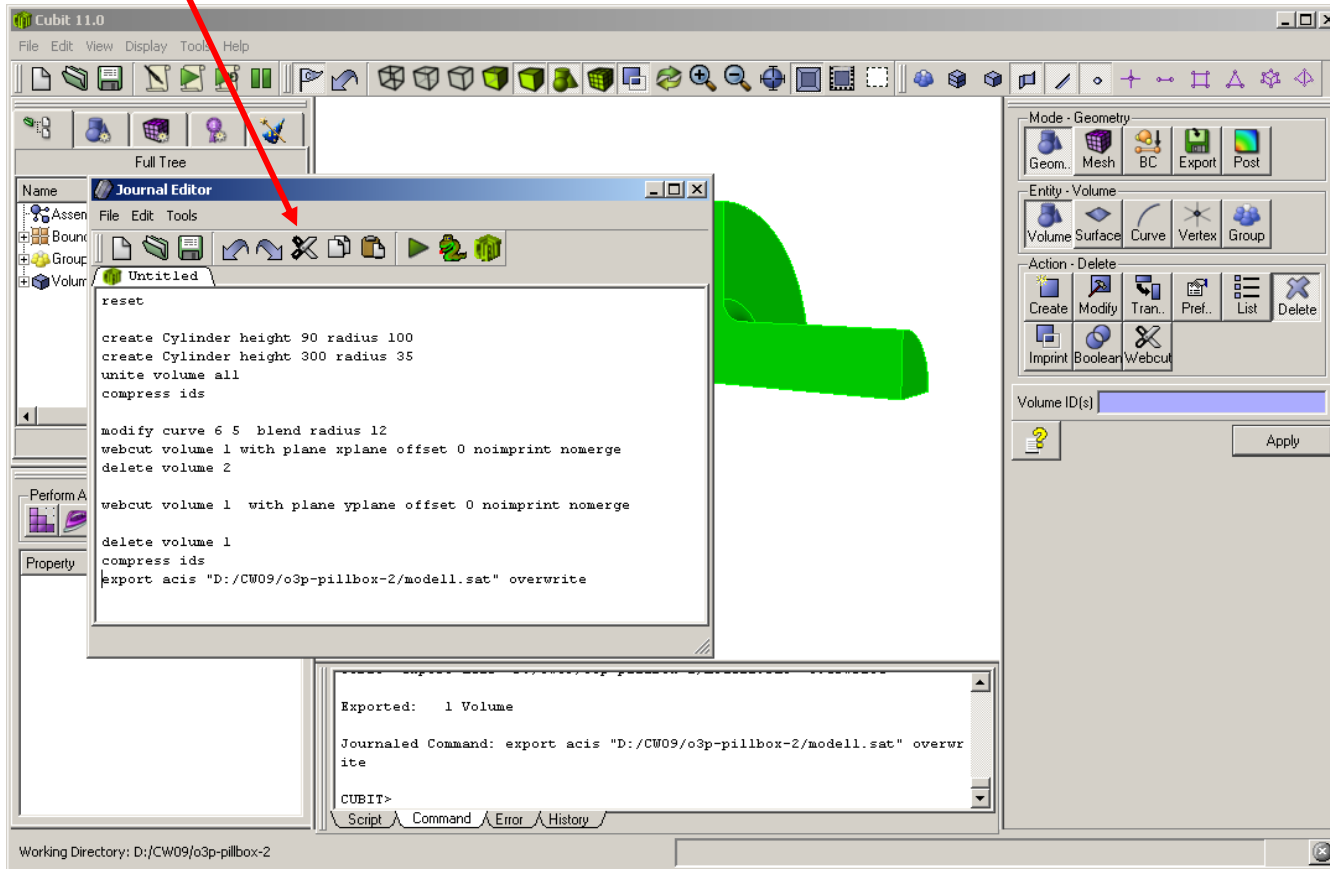 Cubit 11.0
File Edit View Display Tools Help
Full Tree
Name
Assen
Boun
Group
Volum
Perform A
Property
Journal Editor
File Edit Tools
Untitled
reset
create Cylinder height 90 radius 100
create Cylinder height 300 radius 35
unite volume all
compress ids
modify curve 6 5  blend radius 12
webcut volume 1 with plane xplane offset 0 noimprint nomerge
delete volume 2
webcut volume 1  with plane yplane offset 0 noimprint nomerge
delete volume 1
compress ids
export acis "D:/CW09/o3p-pillbox-2/modell.sat" overwrite
Exported:   1 Volume
Journaled Command: export acis "D:/CW09/o3p-pillbox-2/modell.sat" overwr
ite
CUBIT>
Script Command Error History
Mode - Geometry
Geom.. Mesh BC Export Post
Entity - Volume
Volume Surface Curve Vertex Group
Action - Delete
Create Modify Tran.. Pref.. List Delete
Imprint Boolean Webcut
Volume ID(s)
Apply
Working Directory: D:/CW09/o3p-pillbox-2